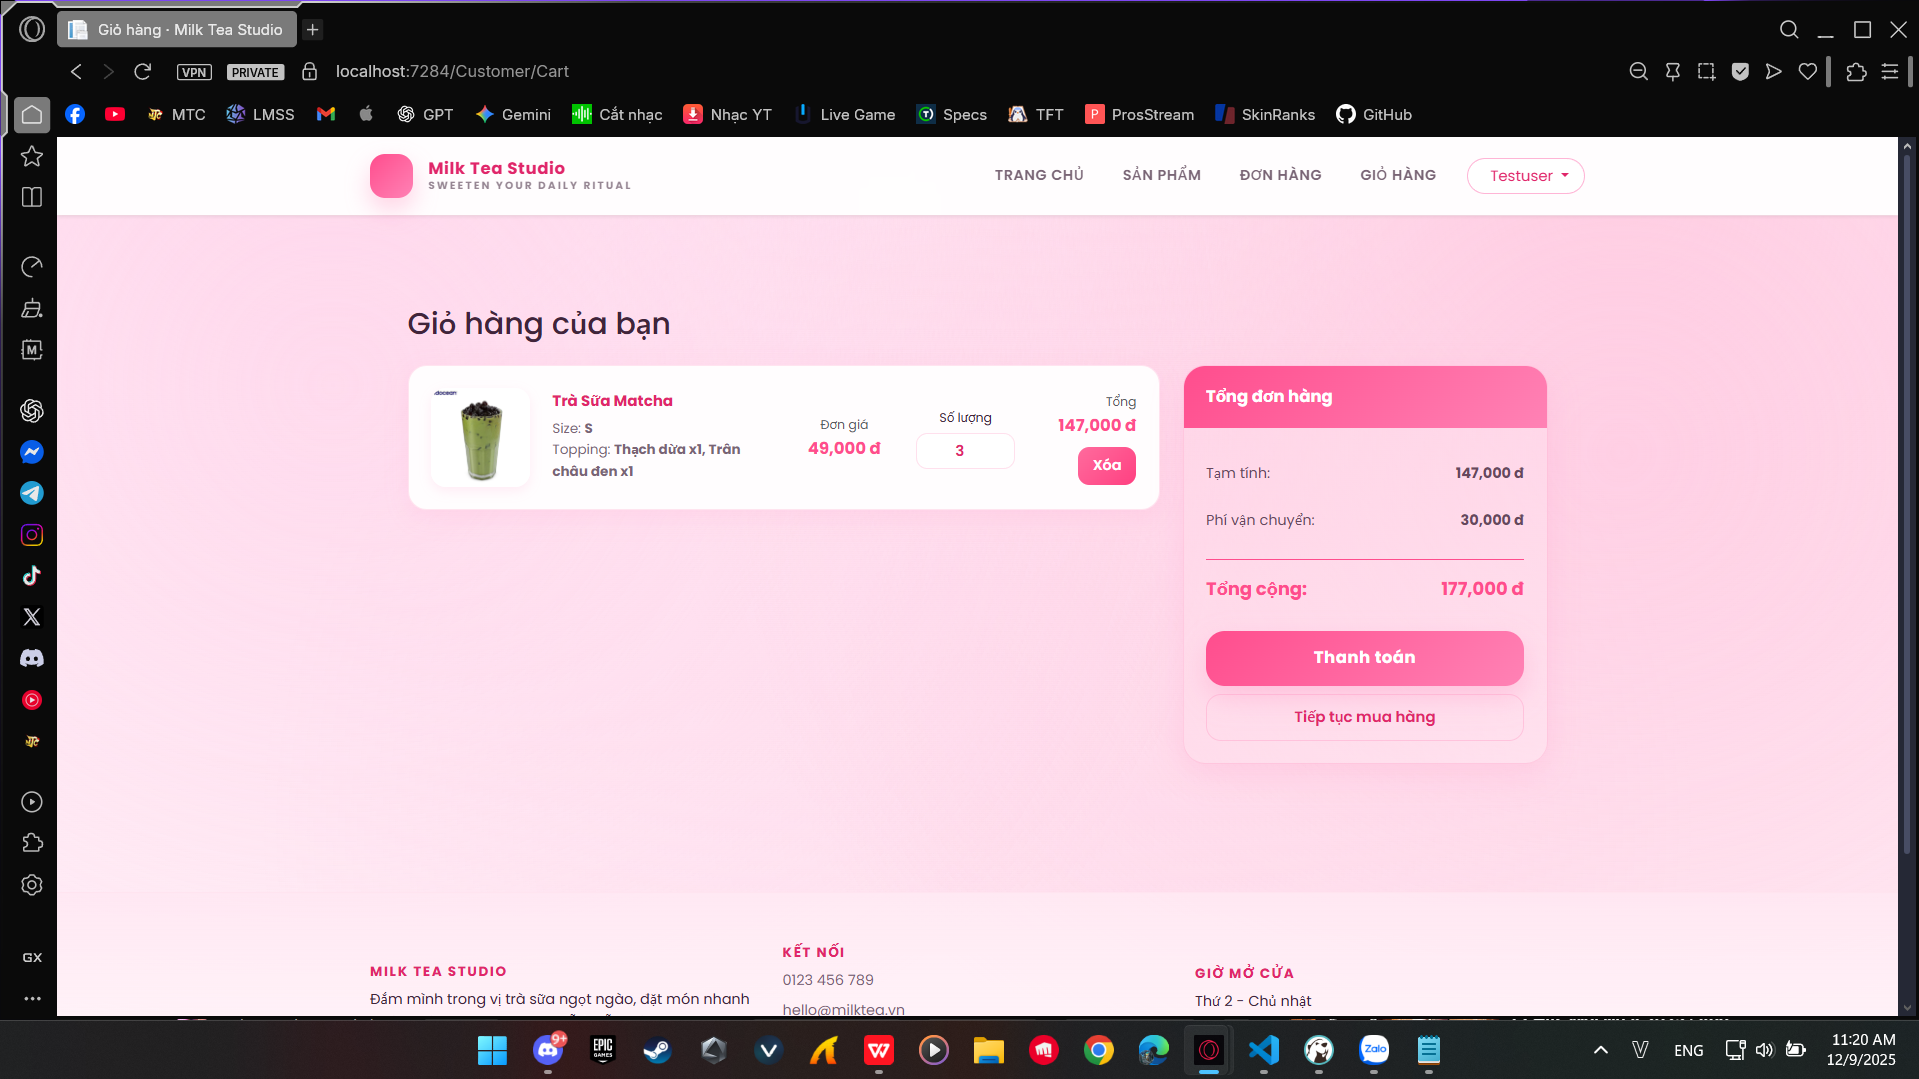 Giỏ hàng · Milk Tea Studio
VPN PRIVATE localhost:7284/Customer/Cart
MTC LMSS GPT Gemini Cắt nhạc Nhạc YT Live Game Specs TFT ProsStream SkinRanks GitHub
Milk Tea Studio
SWEETEN YOUR DAILY RITUAL
TRANG CHỦ SẢN PHẨM ĐƠN HÀNG GIỎ HÀNG Testuser
Giỏ hàng của bạn
Trà Sữa Matcha
Size: S
Topping: Thạch dừa x1, Trân
châu đen x1
Đơn giá
49,000 đ
Số lượng
3
Tổng
147,000 đ
Xóa
Tổng đơn hàng
Tạm tính: 147,000 đ
Phí vận chuyển: 30,000 đ
Tổng cộng: 177,000 đ
Thanh toán
Tiếp tục mua hàng
MILK TEA STUDIO
Đắm mình trong vị trà sữa ngọt ngào, đặt món nhanh
KẾT NỐI
0123 456 789
hello@milktea.vn
GIỜ MỞ CỬA
Thứ 2 - Chủ nhật
GX
9+
EPIC
GAMES
Zalo
ENG
11:20 AM
12/9/2025